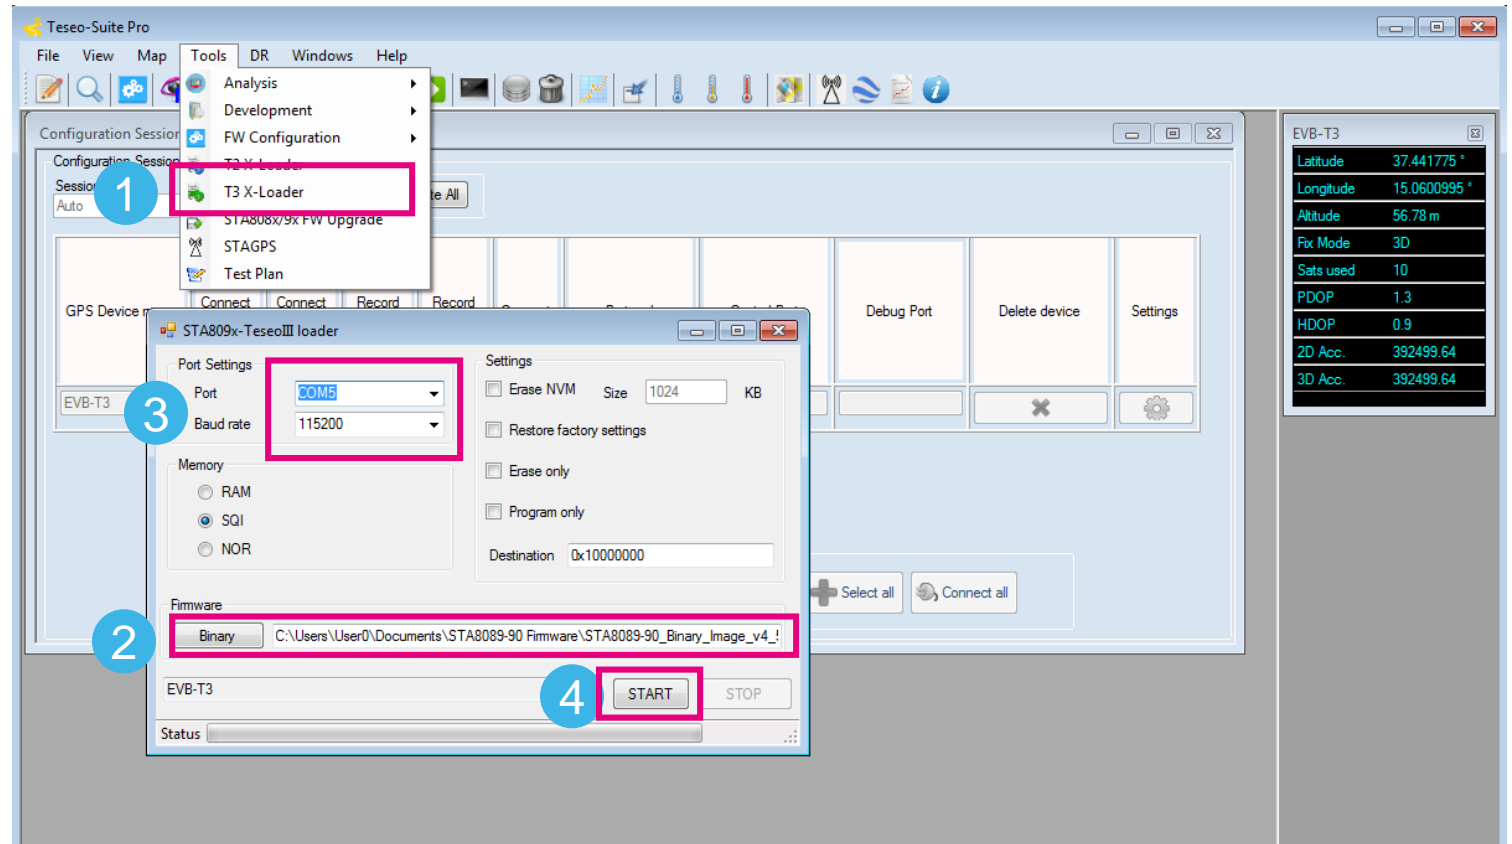 Teseo-Suite Pro
File View Map Tools DR Windows Help
Analysis
Development
FW Configuration
T2 X-Loader
T3 X-Loader
STA808x/9x FW Upgrade
STAGPS
Test Plan
Configuration Session
Configuration Session
Session
Auto
All
1
GPS Device
Connect Connect Record Record
Debug Port Delete device Settings
EVB-T3
Select all Connect all
STA809x-TeseoIII loader
Port Settings
Port COM5
Baud rate 115200
3
Memory
RAM
SQI
NOR
Settings
Erase NVM Size 1024 KB
Restore factory settings
Erase only
Program only
Destination 0x10000000
Firmware
2
Binary C:\Users\User0\Documents\STA8089-90 Firmware\STA8089-90_Binary_Image_v4_
EVB-T3
4
START STOP
Status
EVB-T3
Latitude 37.441775 °
Longitude 15.0600995 °
Altitude 56.78 m
Fix Mode 3D
Sats used 10
PDOP 1.3
HDOP 0.9
2D Acc. 392499.64
3D Acc. 392499.64